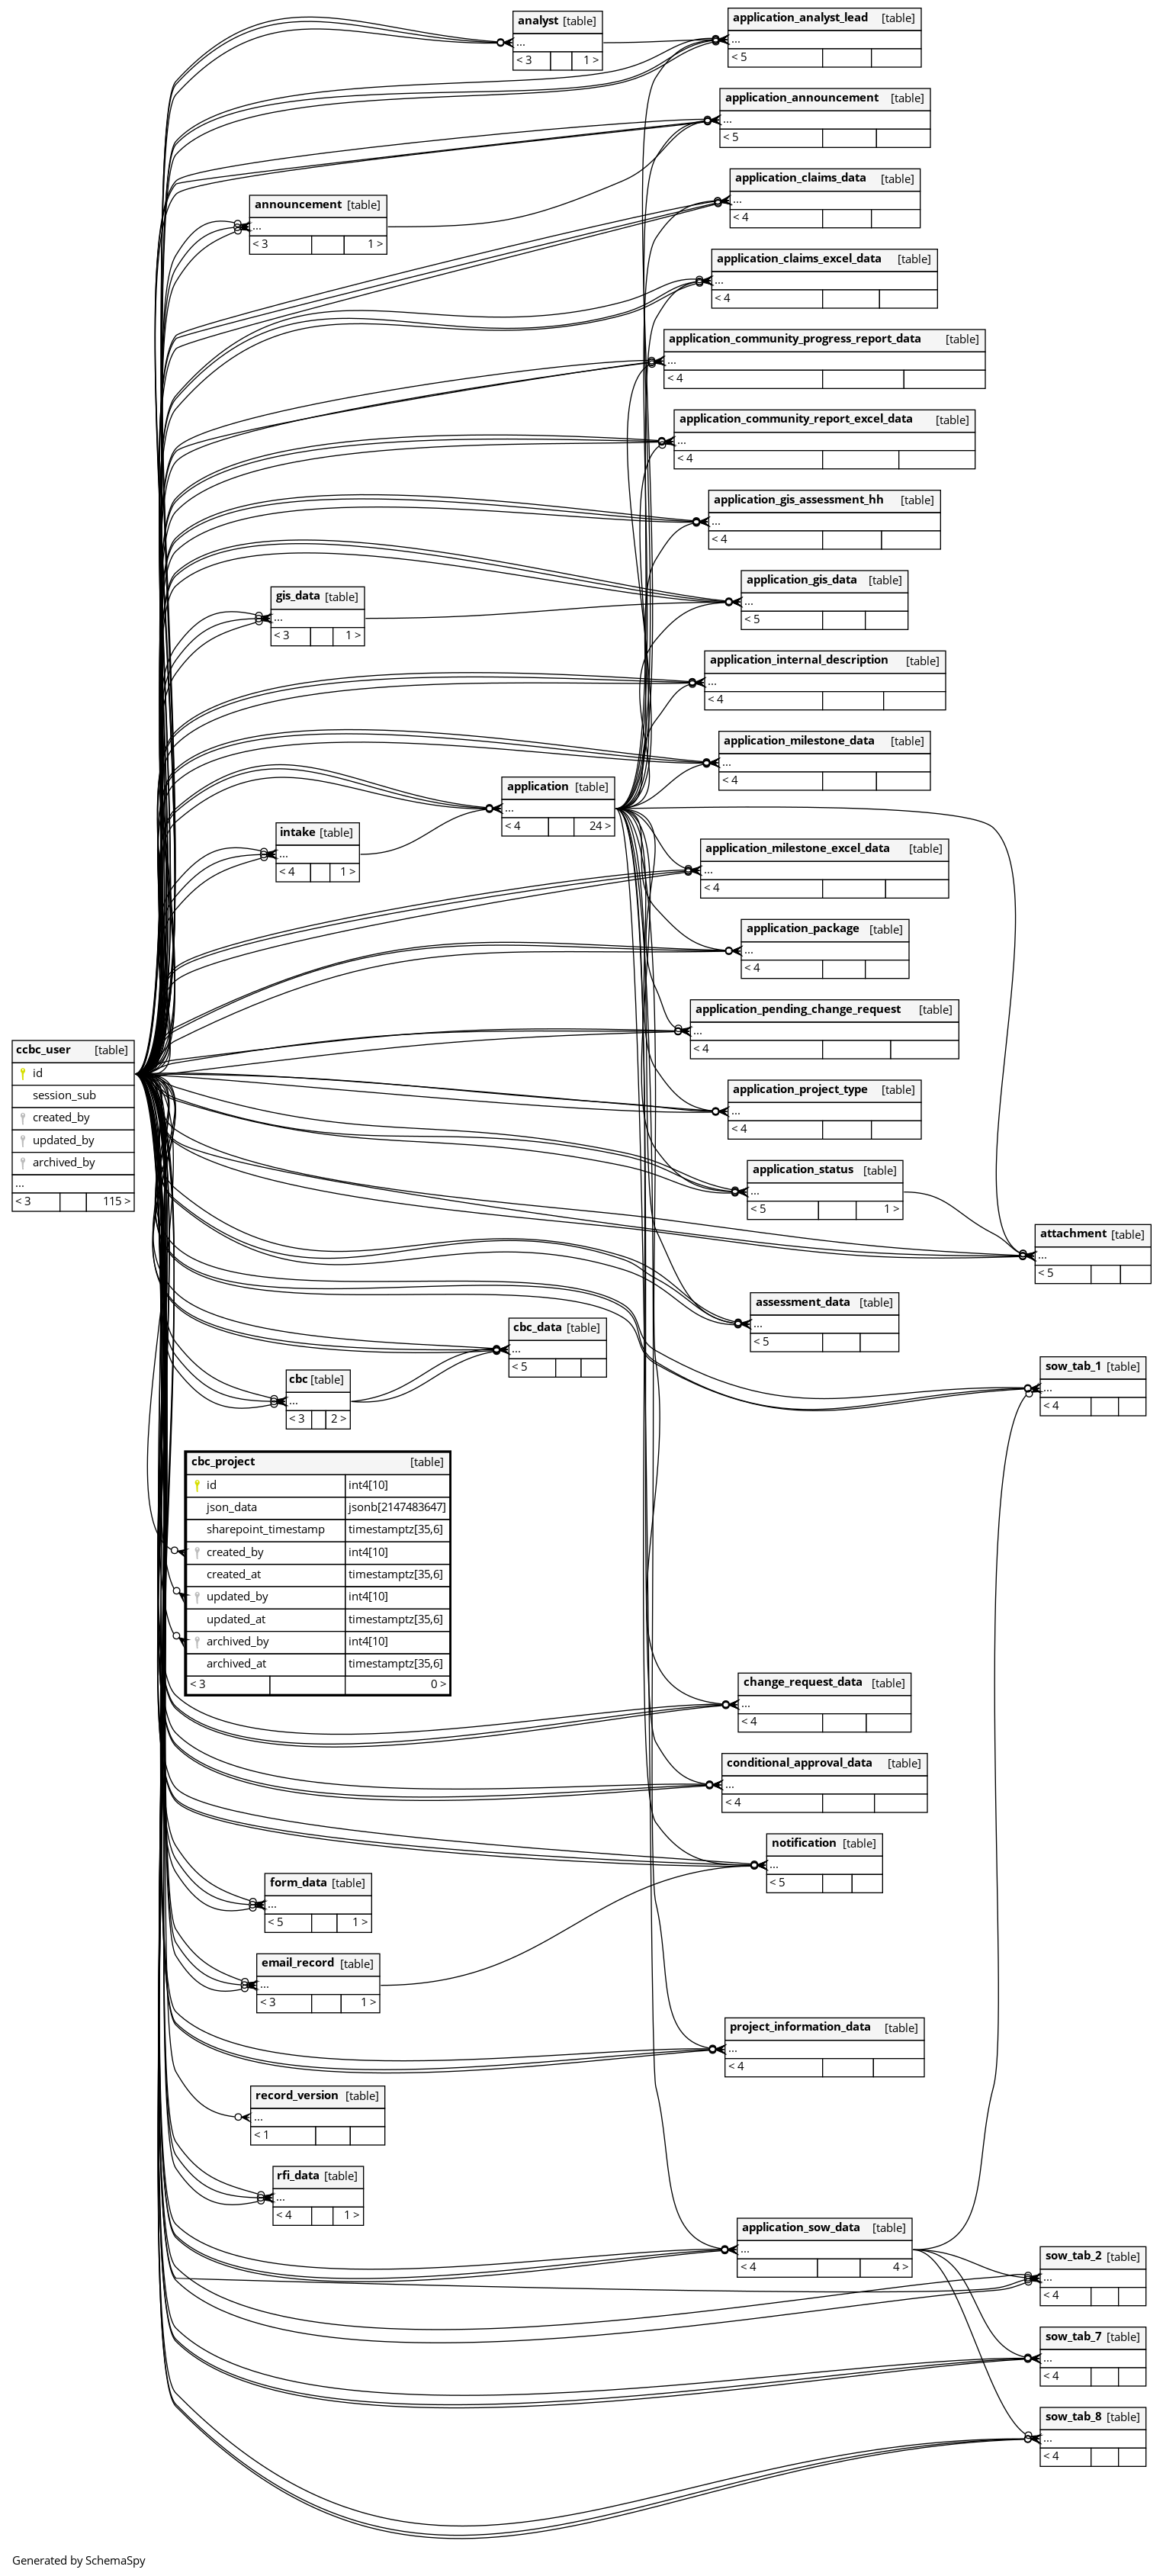 analyst [table]
...
< 3 1 >
application_analyst_lead [table]
...
< 5
application_announcement [table]
...
< 5
application_claims_data [table]
...
< 4
announcement [table]
...
< 3 1 >
application_claims_excel_data [table]
...
< 4
application_community_progress_report_data [table]
...
< 4
application_community_report_excel_data [table]
...
< 4
application_gis_assessment_hh [table]
...
< 4
application_gis_data [table]
...
< 5
gis_data [table]
...
< 3 1 >
application_internal_description [table]
...
< 4
application_milestone_data [table]
...
< 4
application [table]
...
< 4 24 >
intake [table]
...
< 4 1 >
application_milestone_excel_data [table]
...
< 4
application_package [table]
...
< 4
application_pending_change_request [table]
...
< 4
ccbc_user [table]
id
session_sub
created_by
updated_by
archived_by
...
< 3 115 >
application_project_type [table]
...
< 4
application_status [table]
...
< 5 1 >
attachment [table]
...
< 5
assessment_data [table]
...
< 5
cbc_data [table]
...
< 5
sow_tab_1 [table]
...
< 4
cbc [table]
...
< 3 2 >
cbc_project [table]
id int4[10]
json_data jsonb[2147483647]
sharepoint_timestamp timestamptz[35,6]
created_by int4[10]
created_at timestamptz[35,6]
updated_by int4[10]
updated_at timestamptz[35,6]
archived_by int4[10]
archived_at timestamptz[35,6]
< 3 0 >
change_request_data [table]
...
< 4
conditional_approval_data [table]
...
< 4
notification [table]
...
< 5
form_data [table]
...
< 5 1 >
email_record [table]
...
< 3 1 >
project_information_data [table]
...
< 4
record_version [table]
...
< 1
rfi_data [table]
...
< 4 1 >
application_sow_data [table]
...
< 4 4 >
sow_tab_2 [table]
...
< 4
sow_tab_7 [table]
...
< 4
sow_tab_8 [table]
...
< 4
Generated by SchemaSpy